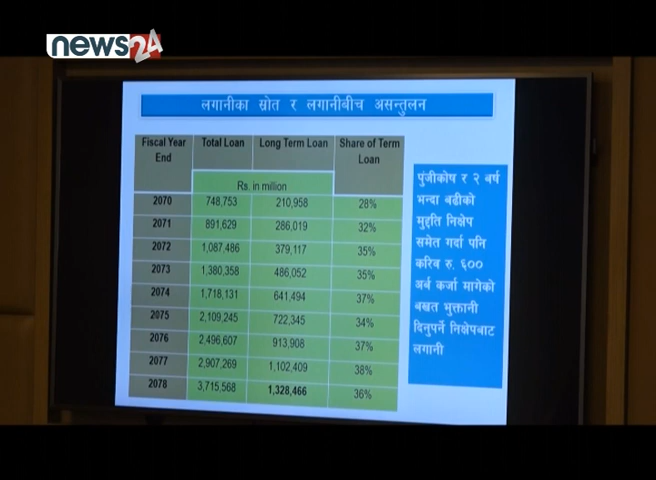 news24
लगानीका स्रोत र लगानीबीच असन्तुलन
Fiscal Year End Total Loan Long Term Loan Share of Term Loan
Rs. in million
2070 748,753 210,958 28%
2071 891,629 286,019 32%
2072 1,087,486 379,117 35%
2073 1,380,358 486,052 35%
2074 1,718,131 641,494 37%
2075 2,109,245 722,345 34%
2076 2,496,607 913,908 37%
2077 2,907,269 1,102,409 38%
2078 3,715,568 1,328,466 36%
पुंजीकोष र २ बर्ष
भन्दा बढीको
मुद्दति निक्षेप
समेत गर्दा पनि
करिव रु. ६००
अर्ब कर्जा मागेको
बखत भुक्तानी
दिनुपर्ने निक्षेपबाट
लगानी